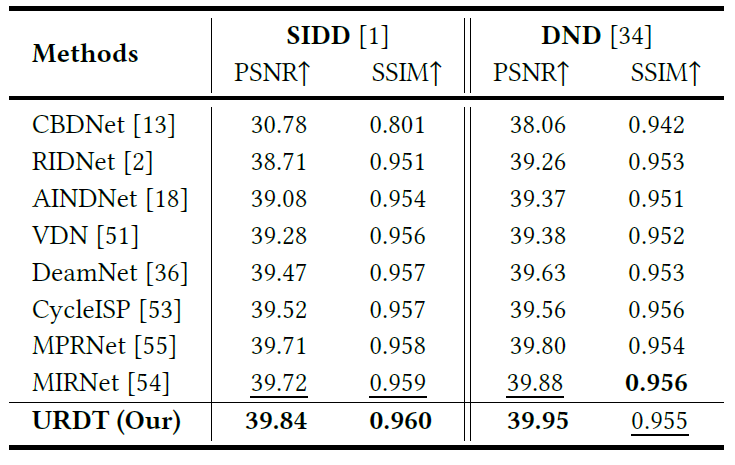 Methods SIDD [1] DND [34]
PSNR↑ SSIM↑ PSNR↑ SSIM↑
CBDNet [13] 30.78 0.801 38.06 0.942
RIDNet [2] 38.71 0.951 39.26 0.953
AINDNet [18] 39.08 0.954 39.37 0.951
VDN [51] 39.28 0.956 39.38 0.952
DeamNet [36] 39.47 0.957 39.63 0.953
CycleISP [53] 39.52 0.957 39.56 0.956
MPRNet [55] 39.71 0.958 39.80 0.954
MIRNet [54] 39.72 0.959 39.88 0.956
URDT (Our) 39.84 0.960 39.95 0.955